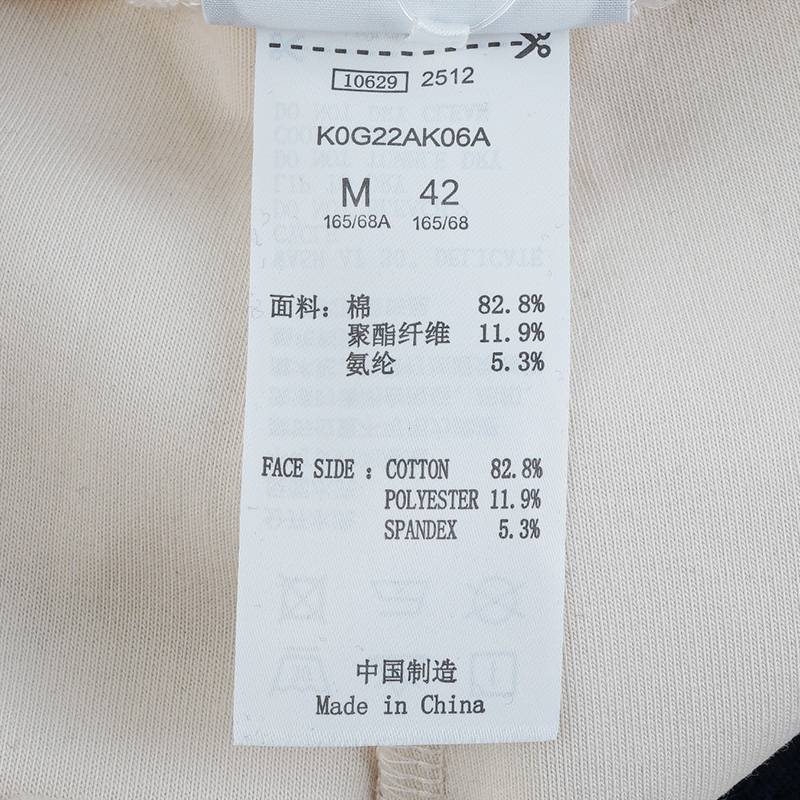 10629 2512
K0G22AK06A
M 42
165/68A 165/68
面料：棉 82.8%
聚酯纤维 11.9%
氨纶 5.3%
FACE SIDE : COTTON 82.8%
POLYESTER 11.9%
SPANDEX 5.3%
中国制造
Made in China